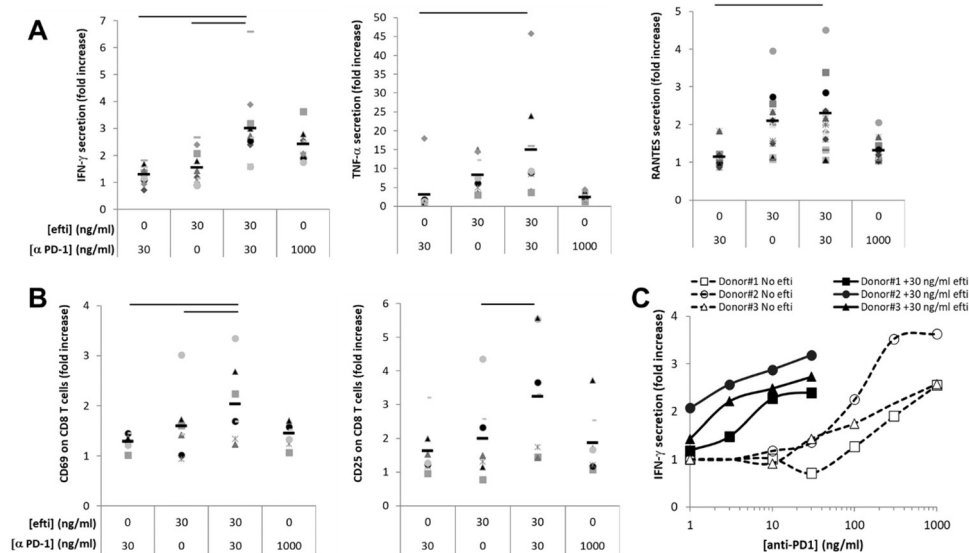 A
IFN-γ secretion (fold increase)
7
6
5
4
3
2
1
0
[efti] (ng/ml) 0 30 30 0
[α PD-1] (ng/ml) 30 0 30 1000
TNF-α secretion (fold increase)
50
45
40
35
30
25
20
15
10
5
0
0 30 30 0
30 0 30 1000
RANTES secretion (fold increase)
5
4
3
2
1
0
0 30 30 0
30 0 30 1000
B
CD69 on CD8 T cells (fold increase)
4
3
2
1
0
[efti] (ng/ml) 0 30 30 0
[α PD-1] (ng/ml) 30 0 30 1000
CD25 on CD8 T cells (fold increase)
6
5
4
3
2
1
0
0 30 30 0
30 0 30 1000
C
Donor#1 No efti Donor#1 +30 ng/ml efti
Donor#2 No efti Donor#2 +30 ng/ml efti
Donor#3 No efti Donor#3 +30 ng/ml efti
IFN-γ secretion (fold increase)
4
3
2
1
0
1 10 100 1000
[anti-PD1] (ng/ml)